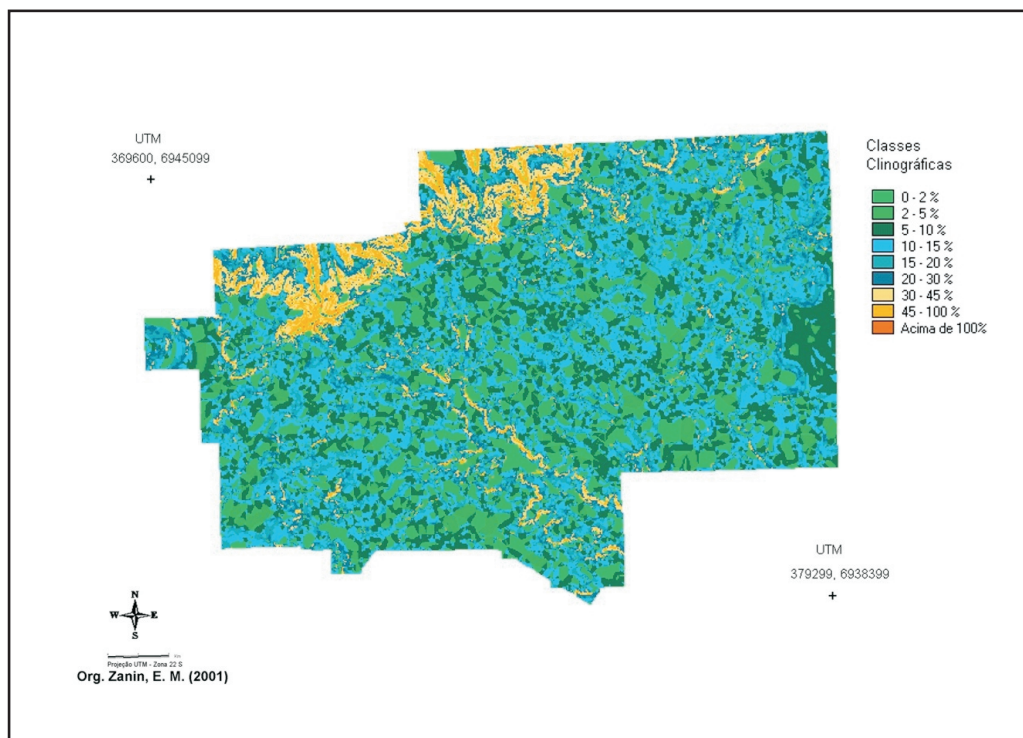 UTM
369600, 6945099
Classes
Clinográficas
0 - 2 %
2 - 5 %
5 - 10 %
10 - 15 %
15 - 20 %
20 - 30 %
30 - 45 %
45 - 100 %
Acima de 100%
UTM
379299, 6938399
N
W E
S
Projeção UTM - Zona 22 S
Org. Zanin, E. M. (2001)